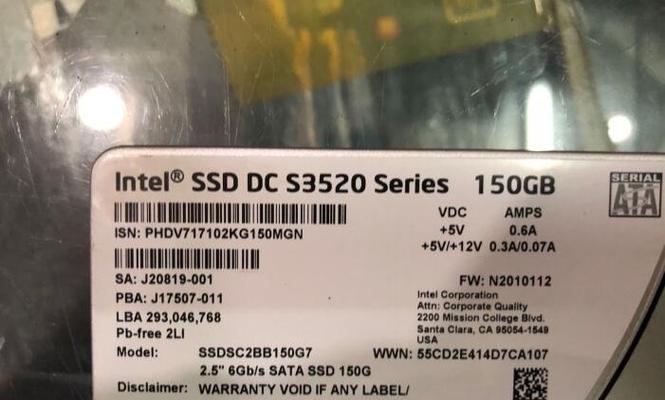 Intel® SSD DC S3520 Series 150GB
SERIAL
ATA
VDC AMPS
ISN: PHDV717102KG150MGN
+5V 0.6A
+5V/+12V 0.3A/0.07A
SA: J20819-001
FW: N2010112
PBA: J17507-011
Intel Corporation
Attn: Corporate Quality
LBA 293,046,768
2200 Mission College Blvd.
Pb-free 2LI
Santa Clara, CA 95054-1549
USA
Model: SSDSC2BB150G7 WWN: 55CD2E414D7CA107
2.5" 6Gb/s SATA SSD 150G
Disclaimer: WARRANTY VOID IF ANY LABEL/